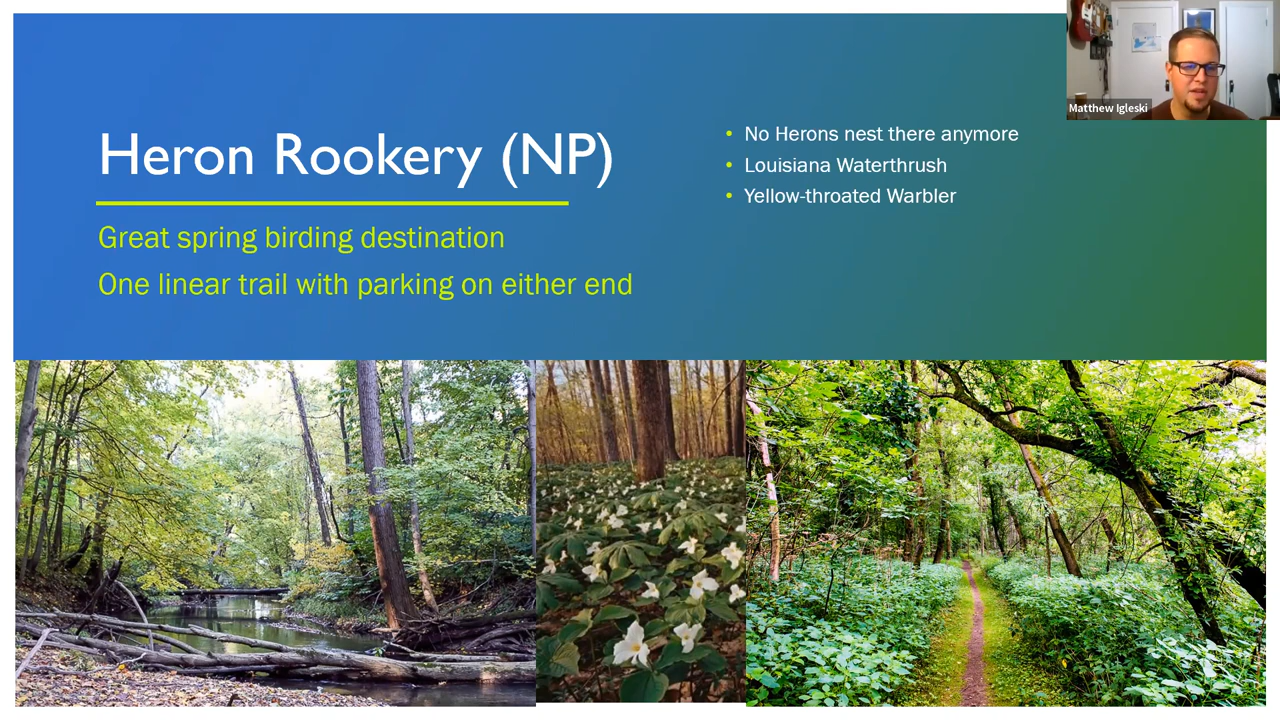 Heron Rookery (NP)
Great spring birding destination
One linear trail with parking on either end
• No Herons nest there anymore
• Louisiana Waterthrush
• Yellow-throated Warbler
Matthew Igleski